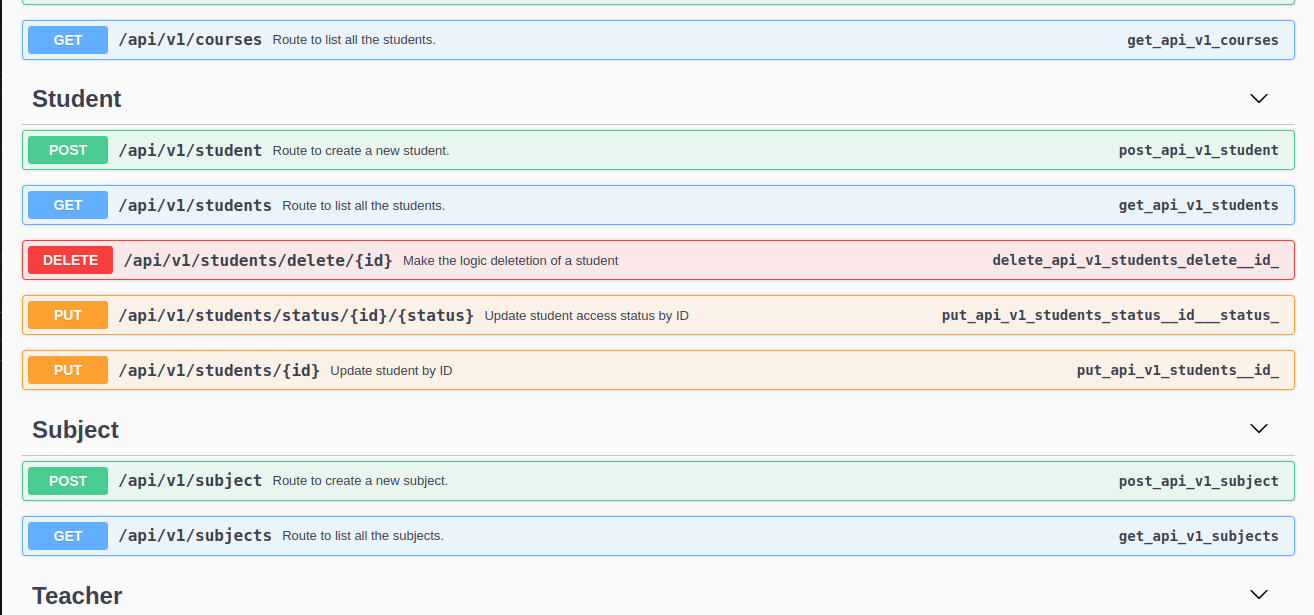 GET /api/v1/courses Route to list all the students. get_api_v1_courses
Student
POST /api/v1/student Route to create a new student. post_api_v1_student
GET /api/v1/students Route to list all the students. get_api_v1_students
DELETE /api/v1/students/delete/{id} Make the logic deletetion of a student delete_api_v1_students_delete__id_
PUT /api/v1/students/status/{id}/{status} Update student access status by ID put_api_v1_students_status__id___status_
PUT /api/v1/students/{id} Update student by ID put_api_v1_students__id_
Subject
POST /api/v1/subject Route to create a new subject. post_api_v1_subject
GET /api/v1/subjects Route to list all the subjects. get_api_v1_subjects
Teacher